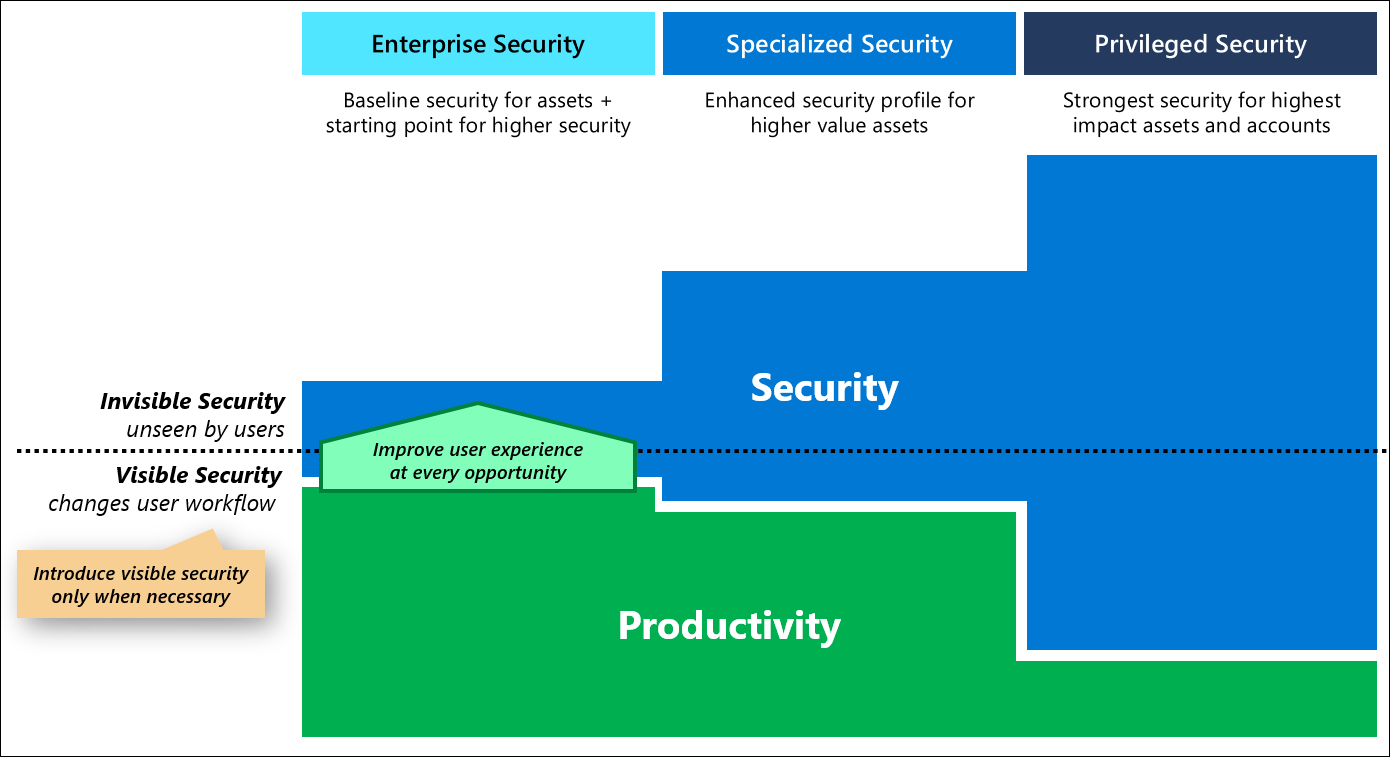 Enterprise Security
Specialized Security
Privileged Security
Baseline security for assets +
starting point for higher security
Enhanced security profile for
higher value assets
Strongest security for highest
impact assets and accounts
Security
Invisible Security
unseen by users
Improve user experience
at every opportunity
Visible Security
changes user workflow
Introduce visible security
only when necessary
Productivity